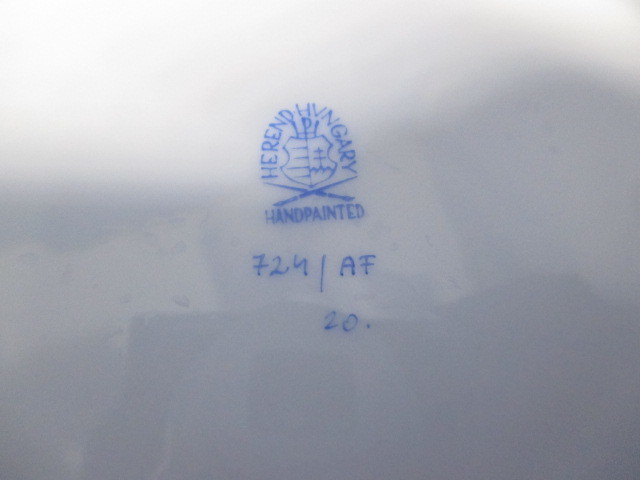 HEREND HUNGARY
HANDPAINTED
724/AF
20.